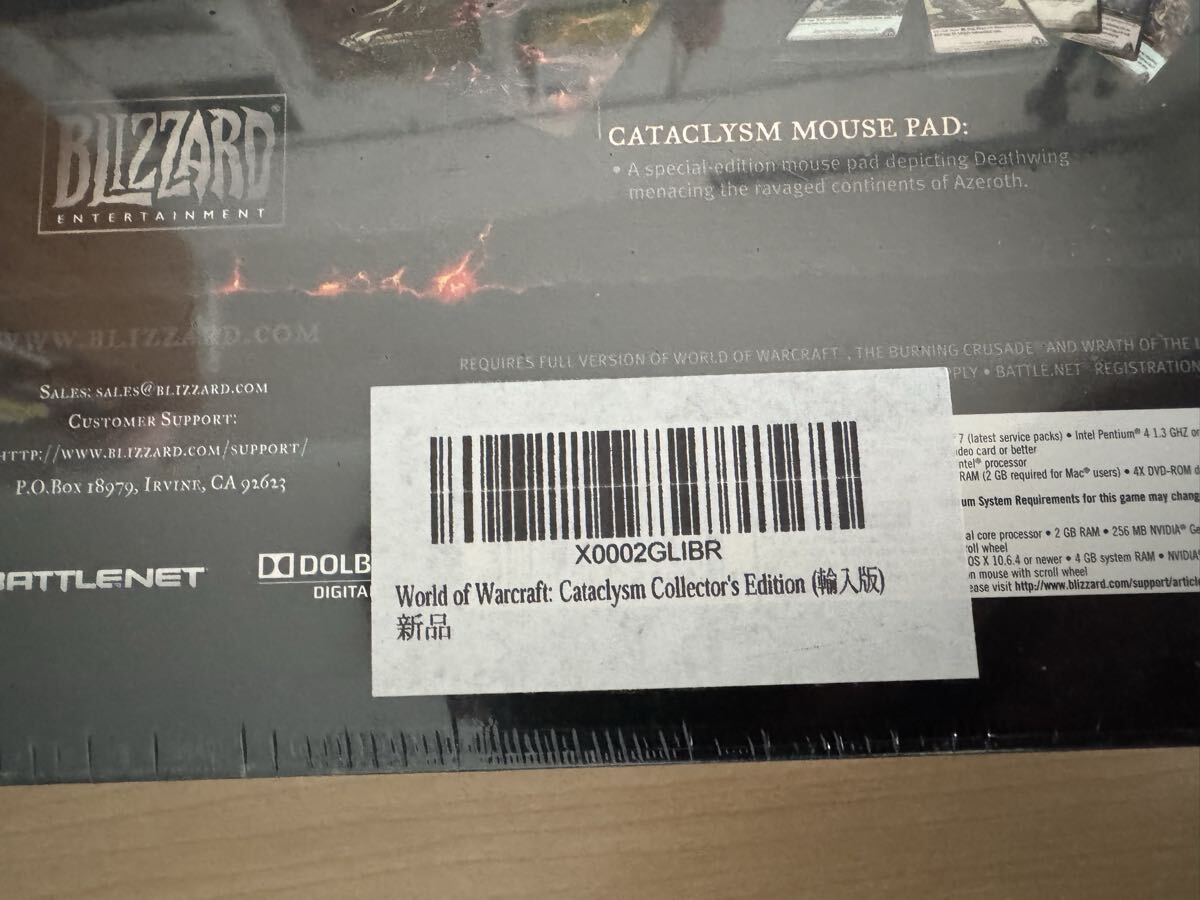 BLIZZARD®
ENTERTAINMENT
CATACLYSM MOUSE PAD:
• A special-edition mouse pad depicting Deathwing
menacing the ravaged continents of Azeroth.
WWW.BLIZZARD.COM
SALES: SALES@BLIZZARD.COM
CUSTOMER SUPPORT:
HTTP://WWW.BLIZZARD.COM/SUPPORT/
P.O.BOX 18979, IRVINE, CA 92623
BATTLE.NET
DOLB
DIGITA
REQUIRES FULL VERSION OF WORLD OF WARCRAFT , THE BURNING CRUSADE AND WRATH OF THE L
PLY • BATTLE.NET REGISTRATION
7 (latest service packs) • Intel Pentium® 4 1.3 GHZ or
ideo card or better
ntel® processor
RAM (2 GB required for Mac® users) • 4X DVD-ROM d
um System Requirements for this game may chang
al core processor • 2 GB RAM • 256 MB NVIDIA® Ge
roll wheel
OS X 10.6.4 or newer • 4 GB system RAM • NVIDIA®
n mouse with scroll wheel
ease visit http://www.blizzard.com/support/article
X0002GLIBR
World of Warcraft: Cataclysm Collector's Edition (輸入版)
新品